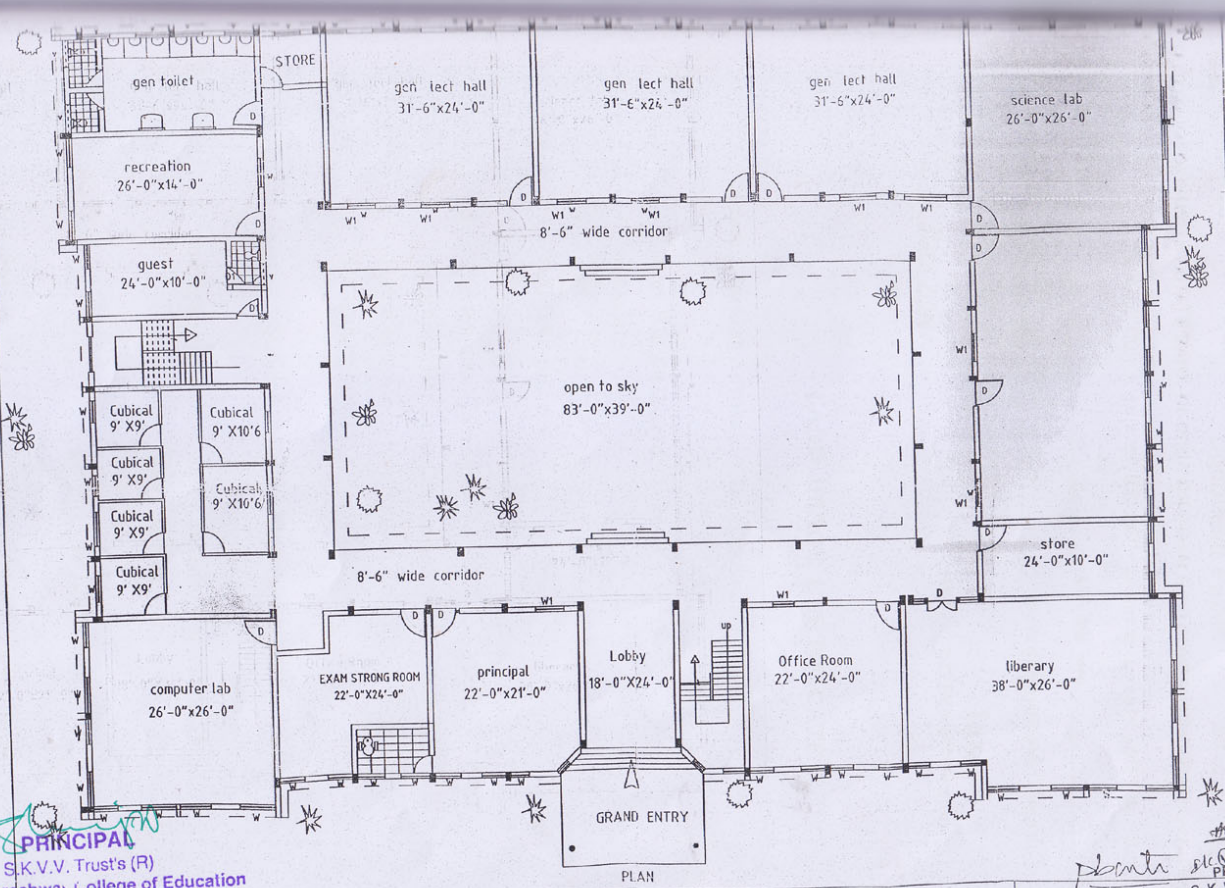 STORE
gen toilet
gen lect hall
31'-6"x24'-0"
gen lect hall
31'-6"x24'-0"
gen lect hall
31'-6"x24'-0"
science lab
26'-0"x26'-0"
recreation
26'-0"x14'-0"
guest
24'-0"x10'-0"
8'-6" wide corridor
open to sky
83'-0"x39'-0"
Cubical
9' X9'
Cubical
9' X10'6
Cubical
9' X9'
Cubical
9' X10'6
Cubical
9' X9'
Cubical
9' X9'
8'-6" wide corridor
store
24'-0"x10'-0"
computer lab
26'-0"x26'-0"
EXAM STRONG ROOM
22'-0"X24'-0"
principal
22'-0"x21'-0"
Lobby
18'-0"X24'-0"
up
Office Room
22'-0"x24'-0"
liberary
38'-0"x26'-0"
GRAND ENTRY
PLAN
PRINCIPAL
S.K.V.V. Trust's (R)
College of Education